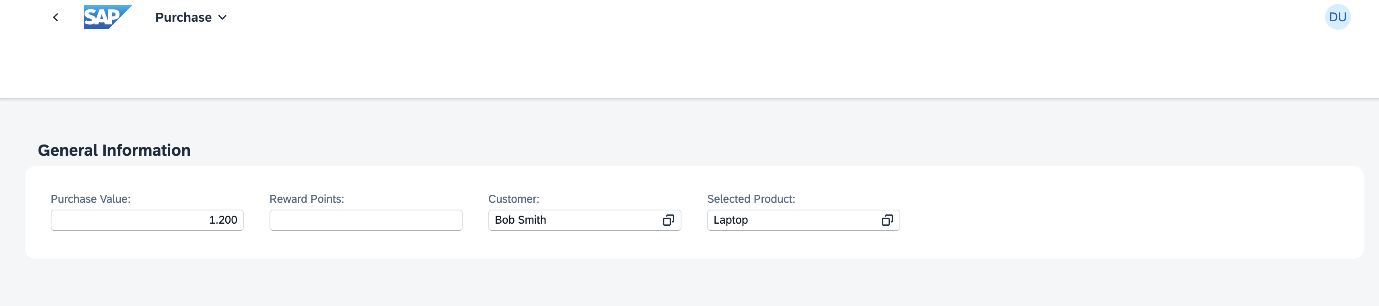 SAP Purchase DU
General Information
Purchase Value: Reward Points: Customer: Selected Product:
1.200 Bob Smith Laptop